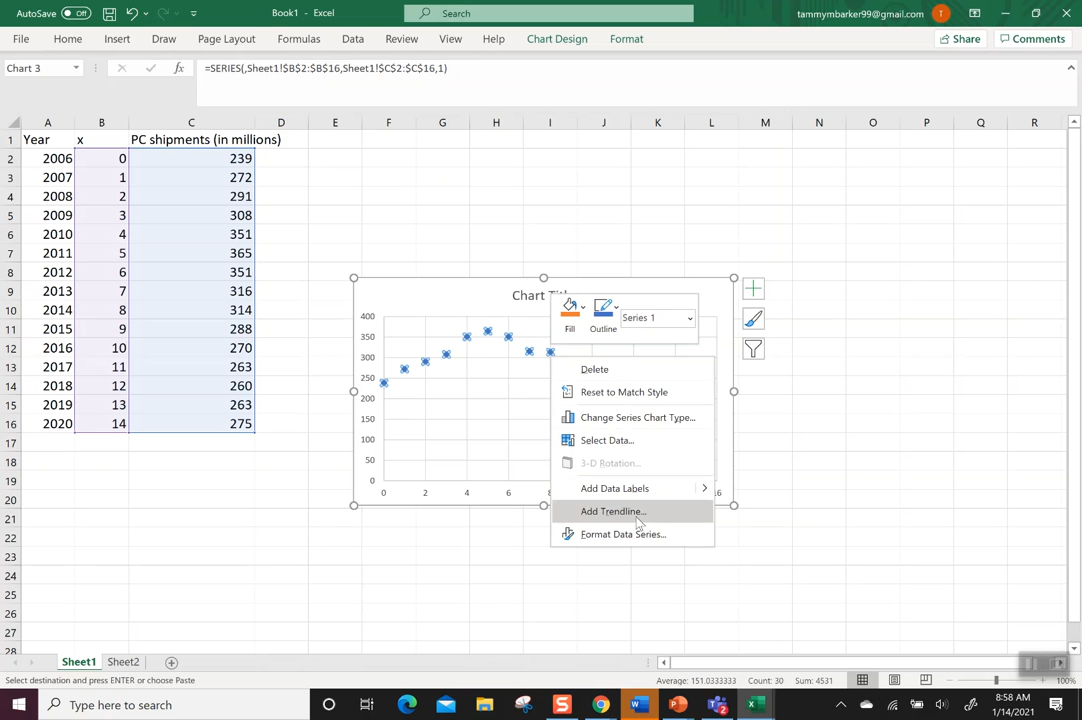 AutoSave Off Book1 - Excel Search tammymbarker99@gmail.com T
File Home Insert Draw Page Layout Formulas Data Review View Help Chart Design Format Share Comments
Chart 3 fx =SERIES(,Sheet1!$B$2:$B$16,Sheet1!$C$2:$C$16,1)
A B C D E F G H I J K L M N O P Q R
1 Year x PC shipments (in millions)
2 2006 0 239
3 2007 1 272
4 2008 2 291
5 2009 3 308
6 2010 4 351
7 2011 5 365
8 2012 6 351
9 2013 7 316
10 2014 8 314
11 2015 9 288
12 2016 10 270
13 2017 11 263
14 2018 12 260
15 2019 13 263
16 2020 14 275
17
18
19
20
21
22
23
24
25
26
27
28
Chart
400
350
300
250
200
150
100
50
0
0 2 4 6 8 16
Series 1
Fill Outline
Delete
Reset to Match Style
Change Series Chart Type...
Select Data...
3-D Rotation...
Add Data Labels
Add Trendline...
Format Data Series...
Sheet1 Sheet2
Select destination and press ENTER or choose Paste Average: 151.0333333 Count: 30 Sum: 4531 100%
Type here to search 8:58 AM
1/14/2021